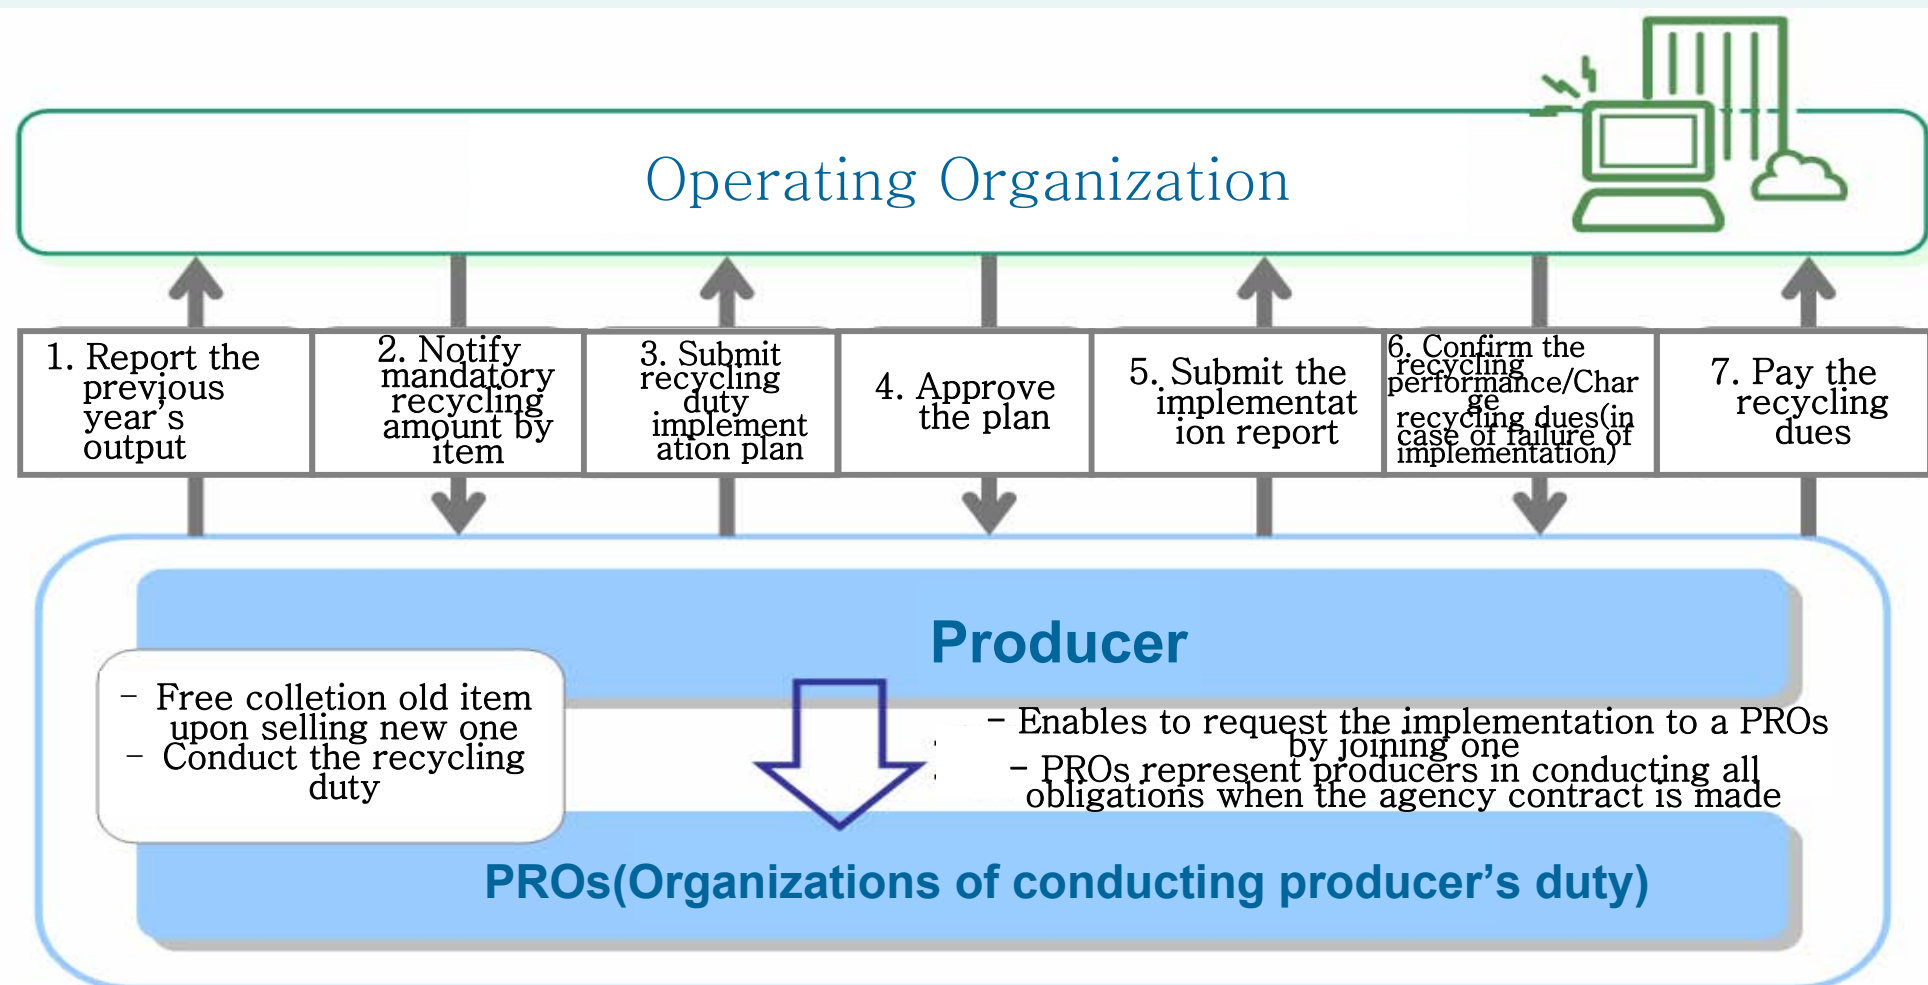 Operating Organization
1. Report the
previous
year's
output
2. Notify
mandatory
recycling
amount by
item
3. Submit
recycling
duty
implement
ation plan
4. Approve
the plan
5. Submit the
implementat
ion report
6. Confirm the
recycling
performance/Char
ge
recycling dues(in
case of failure of
implementation)
7. Pay the
recycling
dues
Producer
- Free colletion old item
upon selling new one
- Conduct the recycling
duty
- Enables to request the implementation to a PROs
by joining one
- PROs represent producers in conducting all
obligations when the agency contract is made
PROs(Organizations of conducting producer's duty)